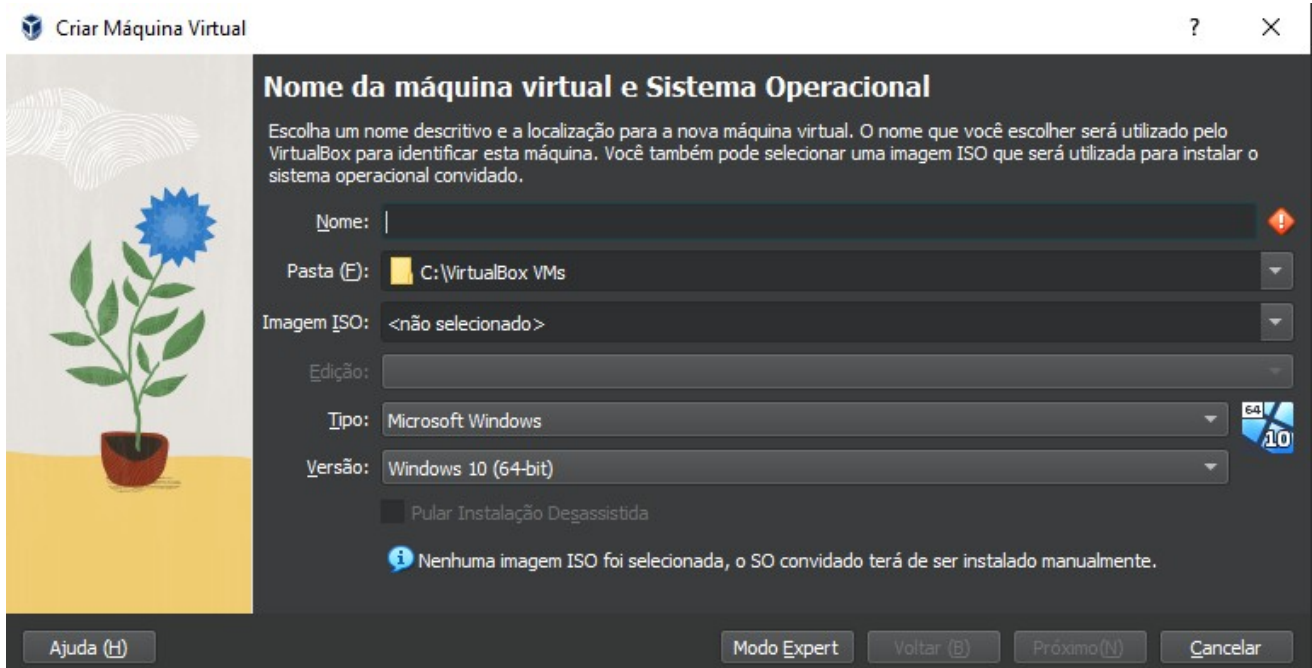 Criar Máquina Virtual
?
Nome da máquina virtual e Sistema Operacional
Escolha um nome descritivo e a localização para a nova máquina virtual. O nome que você escolher será utilizado pelo
VirtualBox para identificar esta máquina. Você também pode selecionar uma imagem ISO que será utilizada para instalar o
sistema operacional convidado.
Nome:
Pasta (F): C:\VirtualBox VMs
Imagem ISO: <não selecionado>
Edição:
Tipo: Microsoft Windows
64
10
Versão: Windows 10 (64-bit)
Pular Instalação Desassistida
Nenhuma imagem ISO foi selecionada, o SO convidado terá de ser instalado manualmente.
Ajuda (H) Modo Expert Voltar (B) Próximo(N) Cancelar